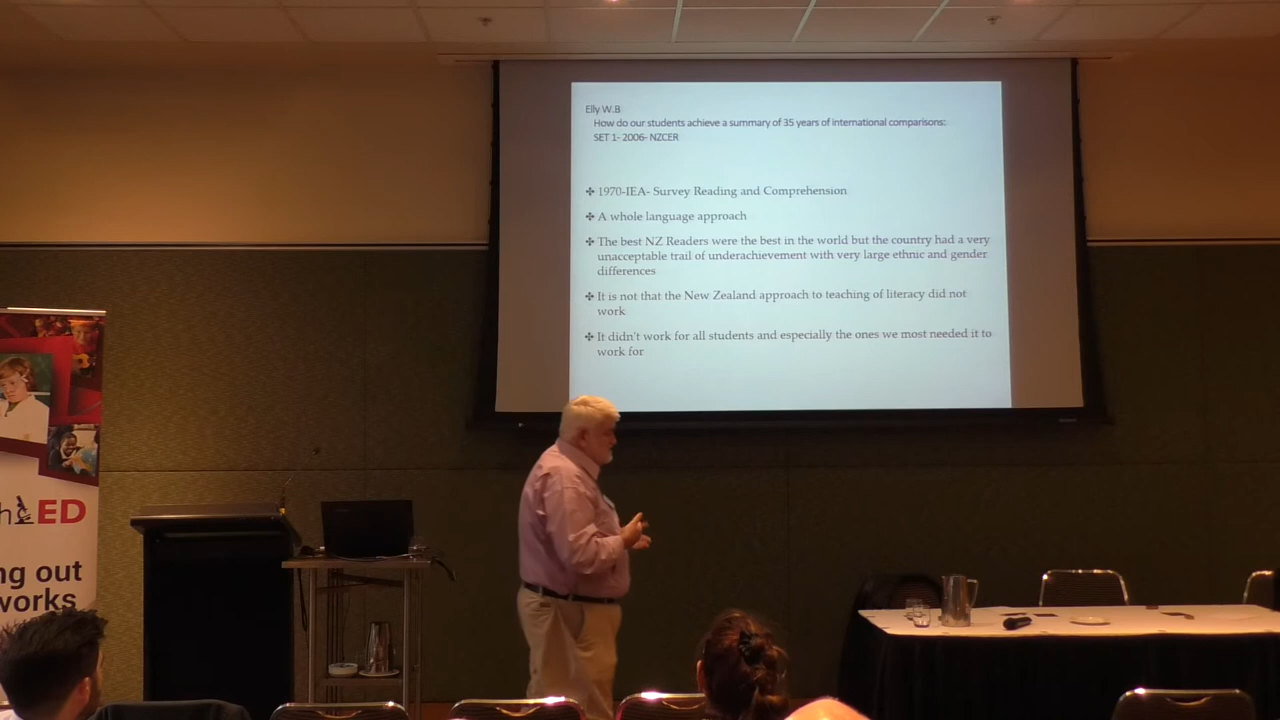 Elly W.B
How do our students achieve a summary of 35 years of international comparisons:
SET 1- 2006- NZCER
✤ 1970-IEA- Survey Reading and Comprehension
✤ A whole language approach
✤ The best NZ Readers were the best in the world but the country had a very
unacceptable trail of underachievement with very large ethnic and gender
differences
✤ It is not that the New Zealand approach to teaching of literacy did not
work
✤ It didn't work for all students and especially the ones we most needed it to
work for
h ED
ng out
works